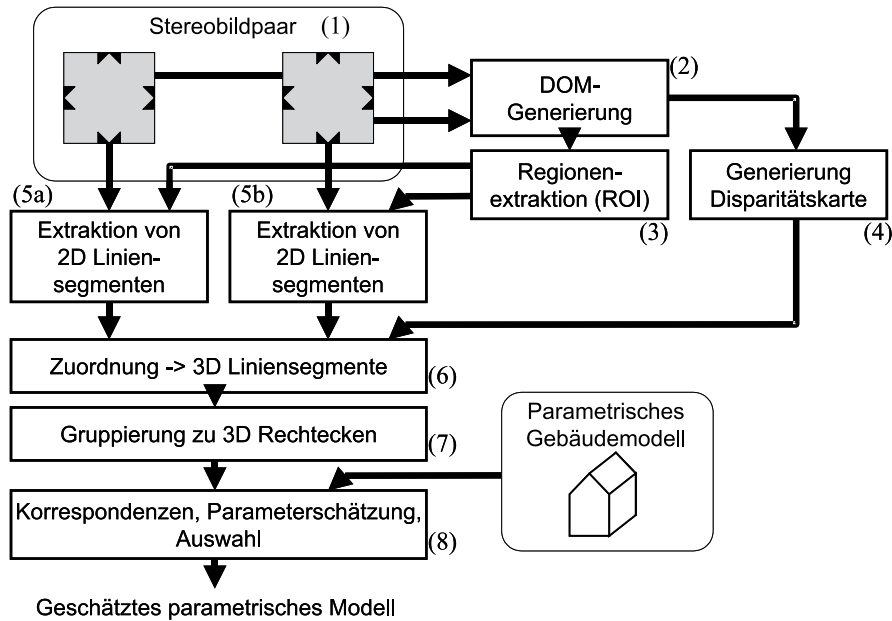 Stereobildpaar (1)
(2)
DOM-
Generierung
Regionen-
extraktion (ROI)
(3)
Generierung
Disparitätskarte
(4)
(5a)
Extraktion von
2D Linien-
segmenten
(5b)
Extraktion von
2D Linien-
segmenten
Zuordnung -> 3D Liniensegmente
(6)
Gruppierung zu 3D Rechtecken
(7)
Parametrisches
Gebäudemodell
Korrespondenzen, Parameterschätzung,
Auswahl
(8)
Geschätztes parametrisches Modell